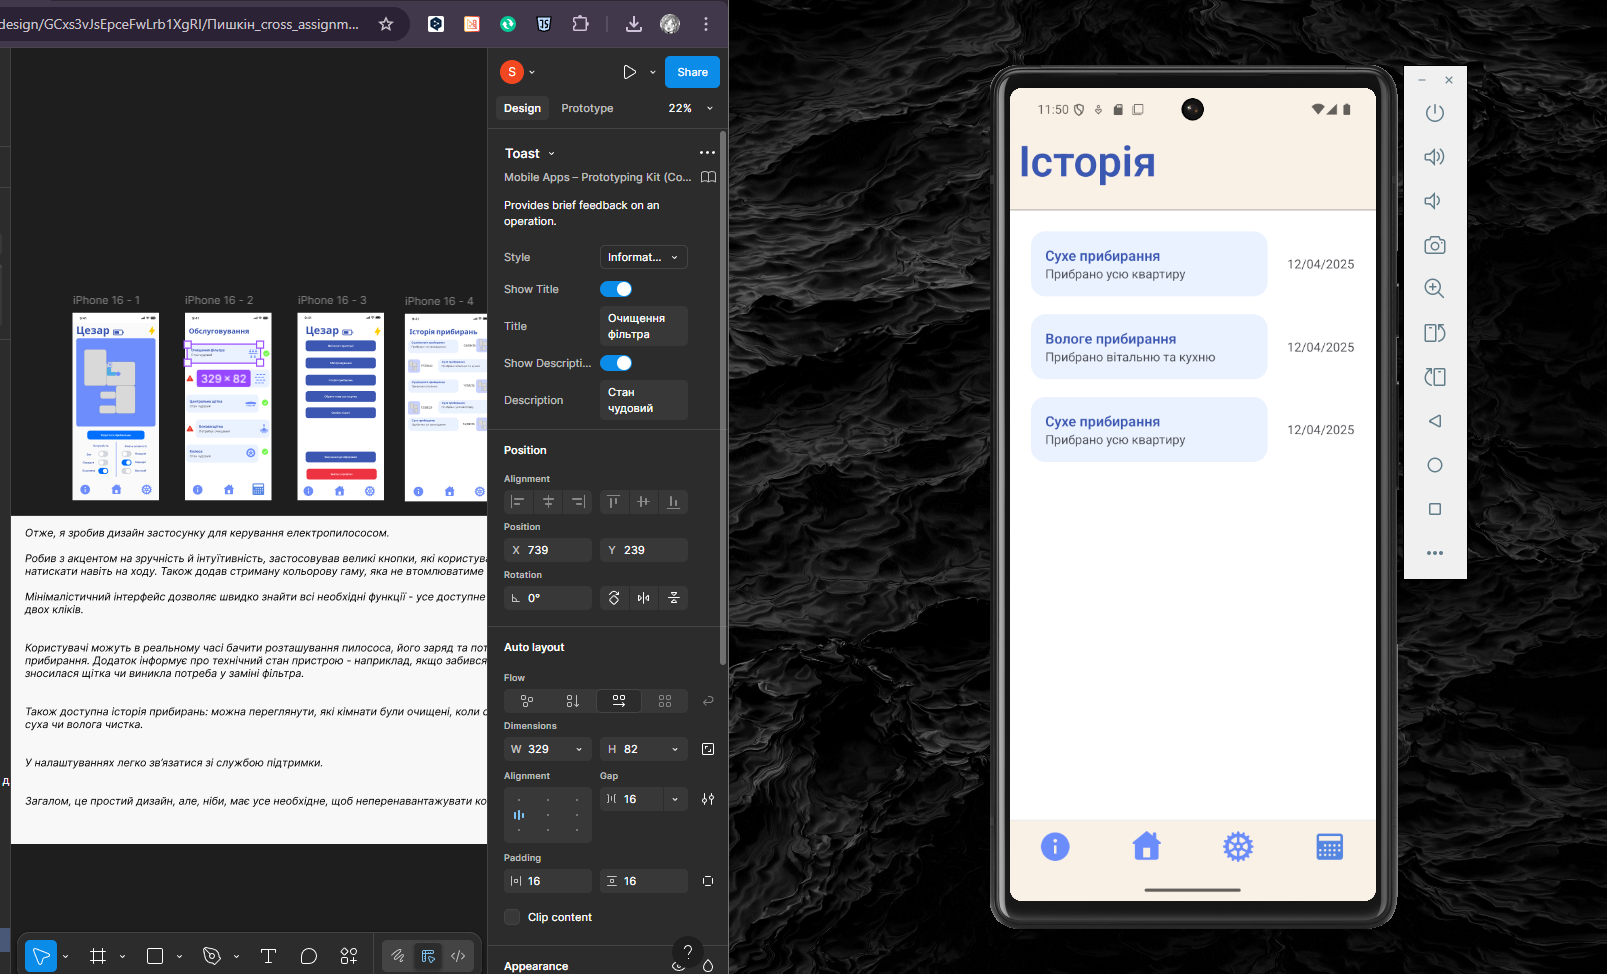 design/GCxs3vJsEpceFwLrb1XgRI/Пишкін_cross_assignm...
S
Share
Design
Prototype
22%
Toast
Mobile Apps – Prototyping Kit (Co...
Provides brief feedback on an
operation.
Style
Informat...
Show Title
Title
Очищення
фільтра
Show Descripti...
Description
Стан
чудовий
Position
Alignment
Position
X 739
Y 239
Rotation
0°
Auto layout
Flow
Dimensions
W 329
H 82
Alignment
Gap
16
Padding
16
16
Clip content
Appearance
?
iPhone 16 - 1
iPhone 16 - 2
iPhone 16 - 3
iPhone 16 - 4
Цезар
Обслуговування
329 × 82
Цезар
Історія прибирань
Отже, я зробив дизайн застосунку для керування електропилососом.
Робив з акцентом на зручність й інтуїтивність, застосовував великі кнопки, які користува
натискати навіть на ходу. Також додав стриману кольорову гаму, яка не втомлюватиме
Мінімалістичний інтерфейс дозволяє швидко знайти всі необхідні функції - усе доступне
двох кліків.
Користувачі можуть в реальному часі бачити розташування пилососа, його заряд та пот
прибирання. Додаток інформує про технічний стан пристрою - наприклад, якщо забився
зносилася щітка чи виникла потреба у заміні фільтра.
Також доступна історія прибирань: можна переглянути, які кімнати були очищені, коли с
суха чи волога чистка.
У налаштуваннях легко зв'язатися зі службою підтримки.
Загалом, це простий дизайн, але, ніби, має усе необхідне, щоб неперенавантажувати ко
11:50
Історія
Сухе прибирання
Прибрано усю квартиру
12/04/2025
Вологе прибирання
Прибрано вітальню та кухню
12/04/2025
Сухе прибирання
Прибрано усю квартиру
12/04/2025